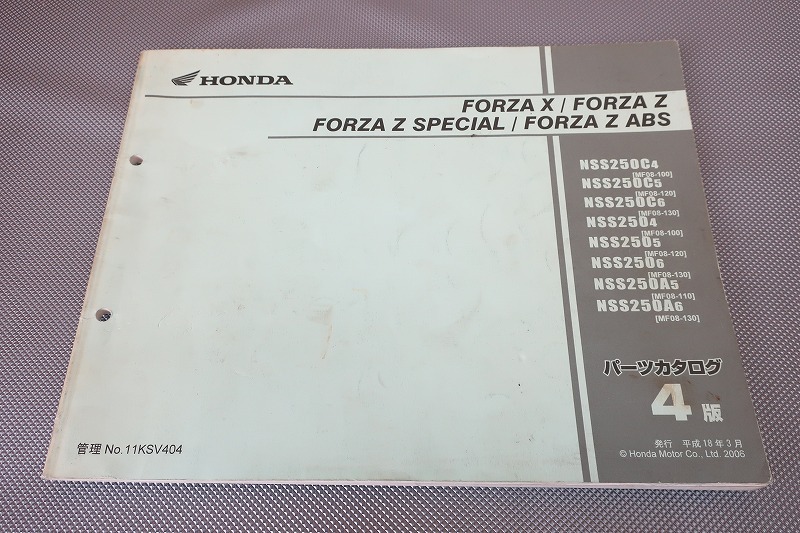 HONDA
FORZA X / FORZA Z
FORZA Z SPECIAL / FORZA Z ABS
NSS250C4
[MF08-100]
NSS250C5
[MF08-120]
NSS250C6
[MF08-130]
NSS2504
[MF08-100]
NSS2505
[MF08-120]
NSS2506
[MF08-130]
NSS250A5
[MF08-110]
NSS250A6
[MF08-130]
パーツカタログ
4版
発行 平成18年3月
© Honda Motor Co., Ltd. 2006
管理 No.11KSV404